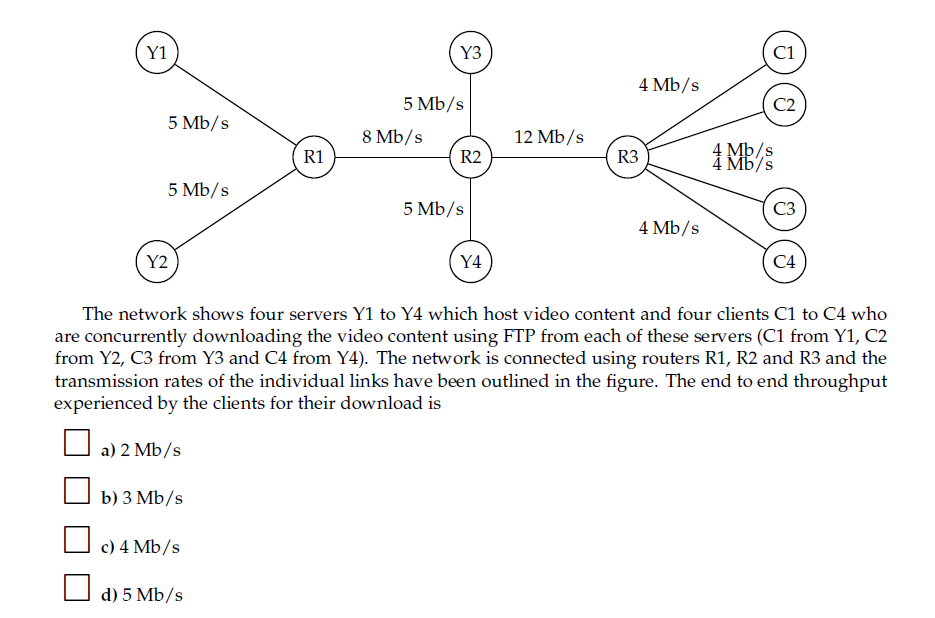 Y1
Y3
C1
4 Mb/s
5 Mb/s
C2
5 Mb/s
8 Mb/s
12 Mb/s
R1
R2
R3
4 Mb/s
4 Mb/s
5 Mb/s
5 Mb/s
C3
4 Mb/s
Y2
Y4
C4
The network shows four servers Y1 to Y4 which host video content and four clients C1 to C4 who
are concurrently downloading the video content using FTP from each of these servers (C1 from Y1, C2
from Y2, C3 from Y3 and C4 from Y4). The network is connected using routers R1, R2 and R3 and the
transmission rates of the individual links have been outlined in the figure. The end to end throughput
experienced by the clients for their download is
a) 2 Mb/s
b) 3 Mb/s
c) 4 Mb/s
d) 5 Mb/s